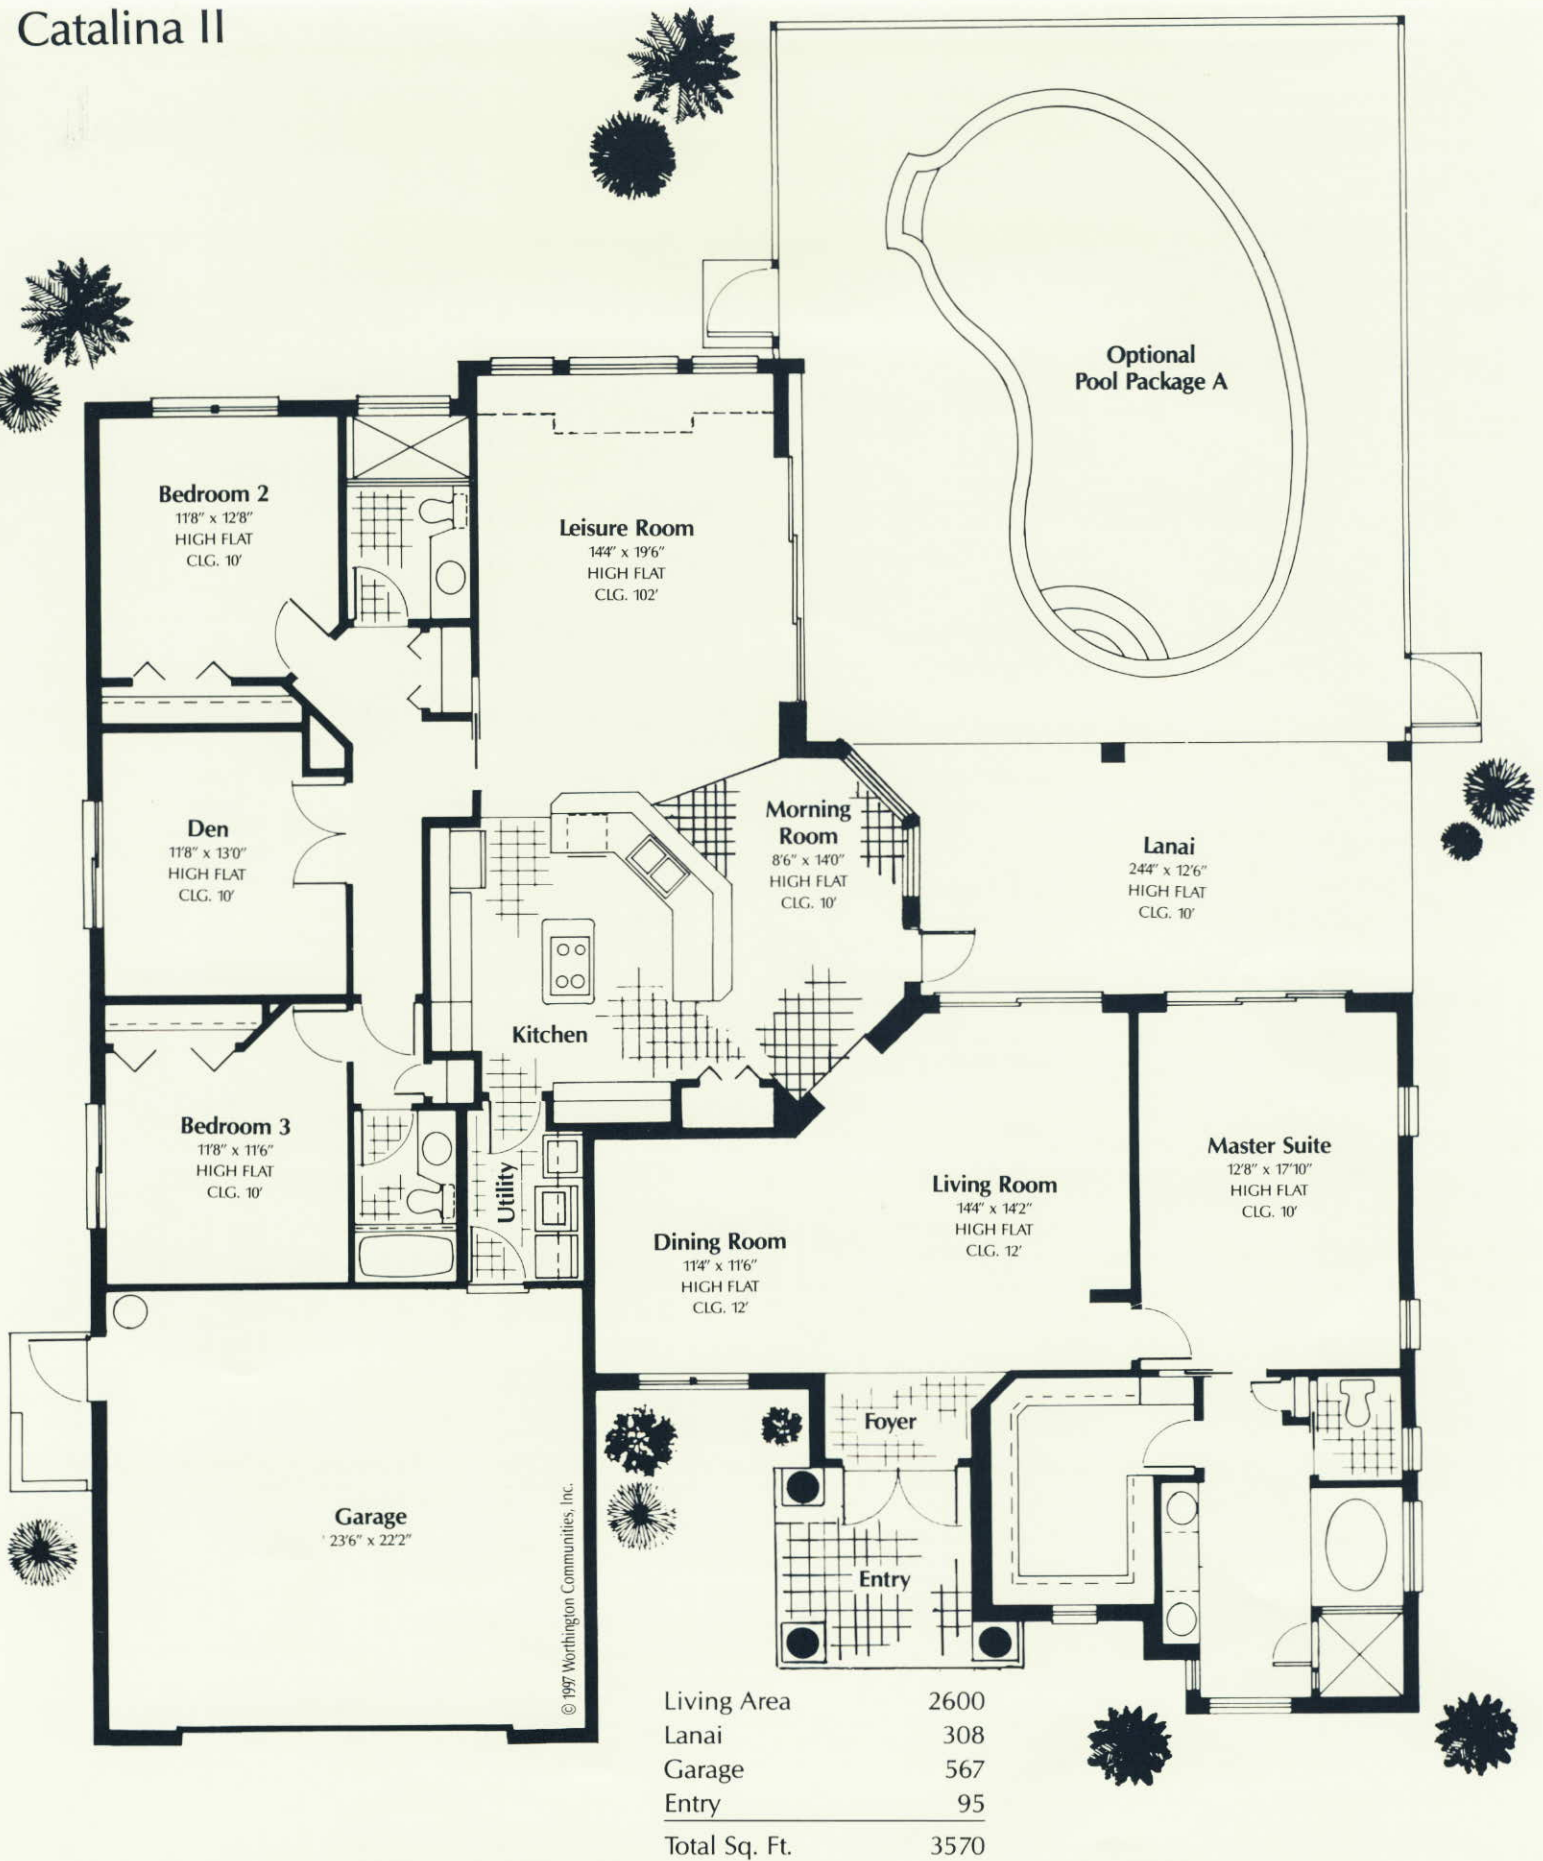 Catalina II
Optional
Pool Package A
Bedroom 2
11'8" x 12'8"
HIGH FLAT
CLG. 10'
Leisure Room
14'4" x 19'6"
HIGH FLAT
CLG. 102'
Den
11'8" x 13'0"
HIGH FLAT
CLG. 10'
Morning
Room
8'6" x 14'0"
HIGH FLAT
CLG. 10'
Lanai
24'4" x 12'6"
HIGH FLAT
CLG. 10'
Kitchen
Bedroom 3
11'8" x 11'6"
HIGH FLAT
CLG. 10'
Utility
Dining Room
11'4" x 11'6"
HIGH FLAT
CLG. 12'
Living Room
14'4" x 14'2"
HIGH FLAT
CLG. 12'
Master Suite
12'8" x 17'10"
HIGH FLAT
CLG. 10'
Foyer
Garage
23'6" x 22'2"
Entry
© 1997 Worthington Communities, Inc.
Living Area 2600
Lanai 308
Garage 567
Entry 95
Total Sq. Ft. 3570